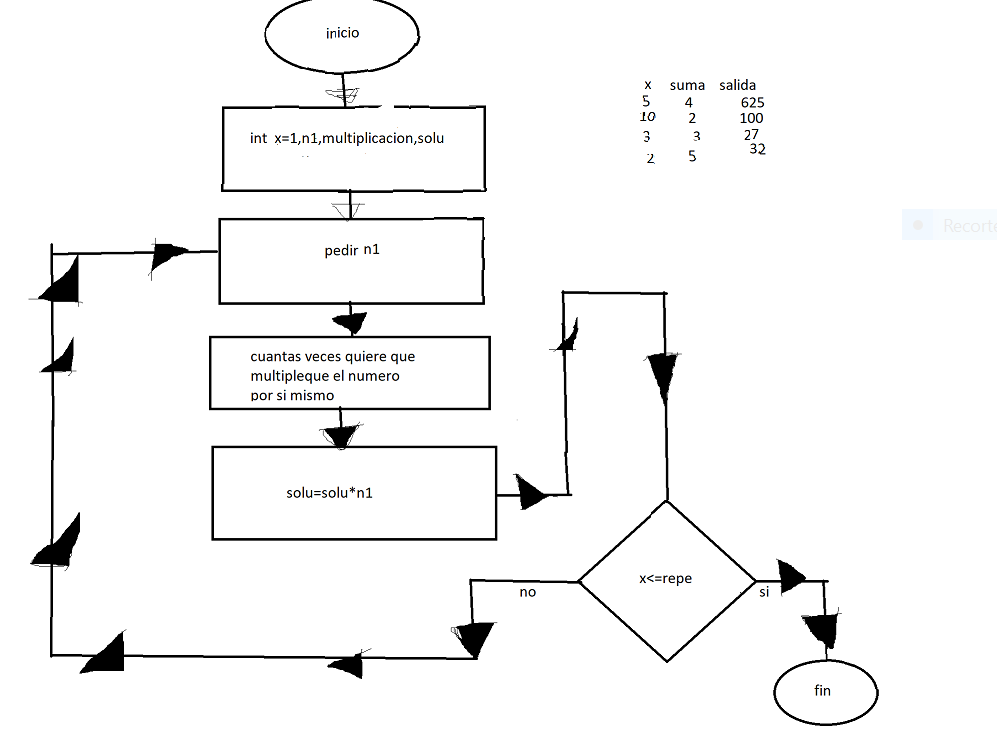 inicio
x suma salida
5 4 625
10 2 100
3 3 27
2 5 32
int x=1,n1,multiplicacion,solu
pedir n1
cuantas veces quiere que
multipleque el numero
por si mismo
solu=solu*n1
x<=repe
no
si
fin
Recorte